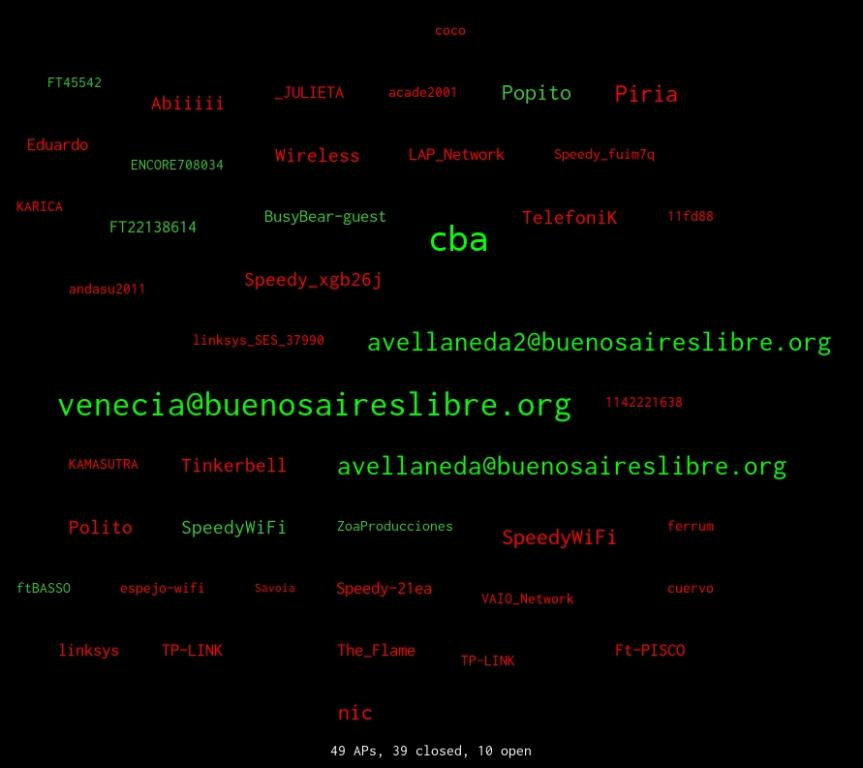 coco
FT45542
Abiiiii
_JULIETA
acade2001
Popito
Piria
Eduardo
ENCORE708034
Wireless
LAP_Network
Speedy_fuim7q
KARICA
FT22138614
BusyBear-guest
cba
TelefoniK
11fd88
andasu2011
Speedy_xgb26j
linksys_SES_37990
avellaneda2@buenosaireslibre.org
venecia@buenosaireslibre.org
1142221638
KAMASUTRA
Tinkerbell
avellaneda@buenosaireslibre.org
Polito
SpeedyWiFi
ZoaProducciones
SpeedyWiFi
ferrum
ftBASSO
espejo-wifi
Savoia
Speedy-21ea
VAIO_Network
cuervo
linksys
TP-LINK
The_Flame
TP-LINK
Ft-PISCO
nic
49 APs, 39 closed, 10 open